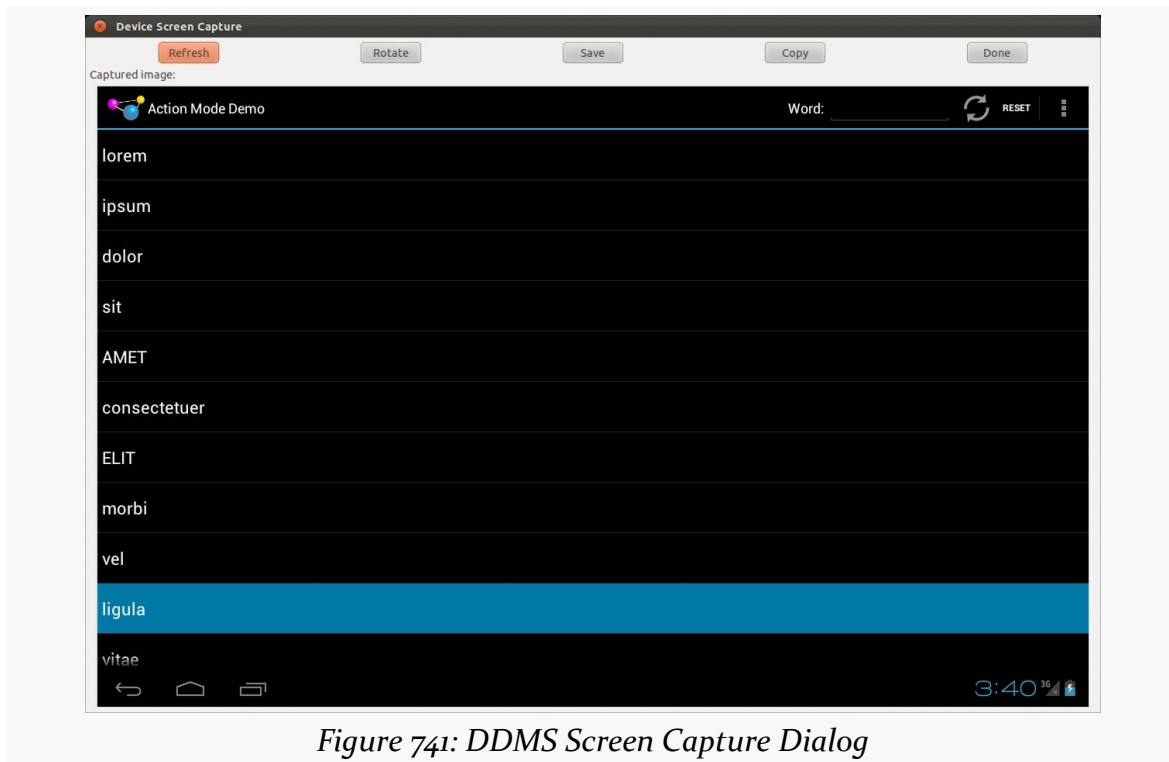 Device Screen Capture
Refresh Rotate Save Copy Done
Captured image:
Action Mode Demo Word: RESET
lorem
ipsum
dolor
sit
AMET
consectetuer
ELIT
morbi
vel
ligula
vitae
3:40 3G
Figure 741: DDMS Screen Capture Dialog